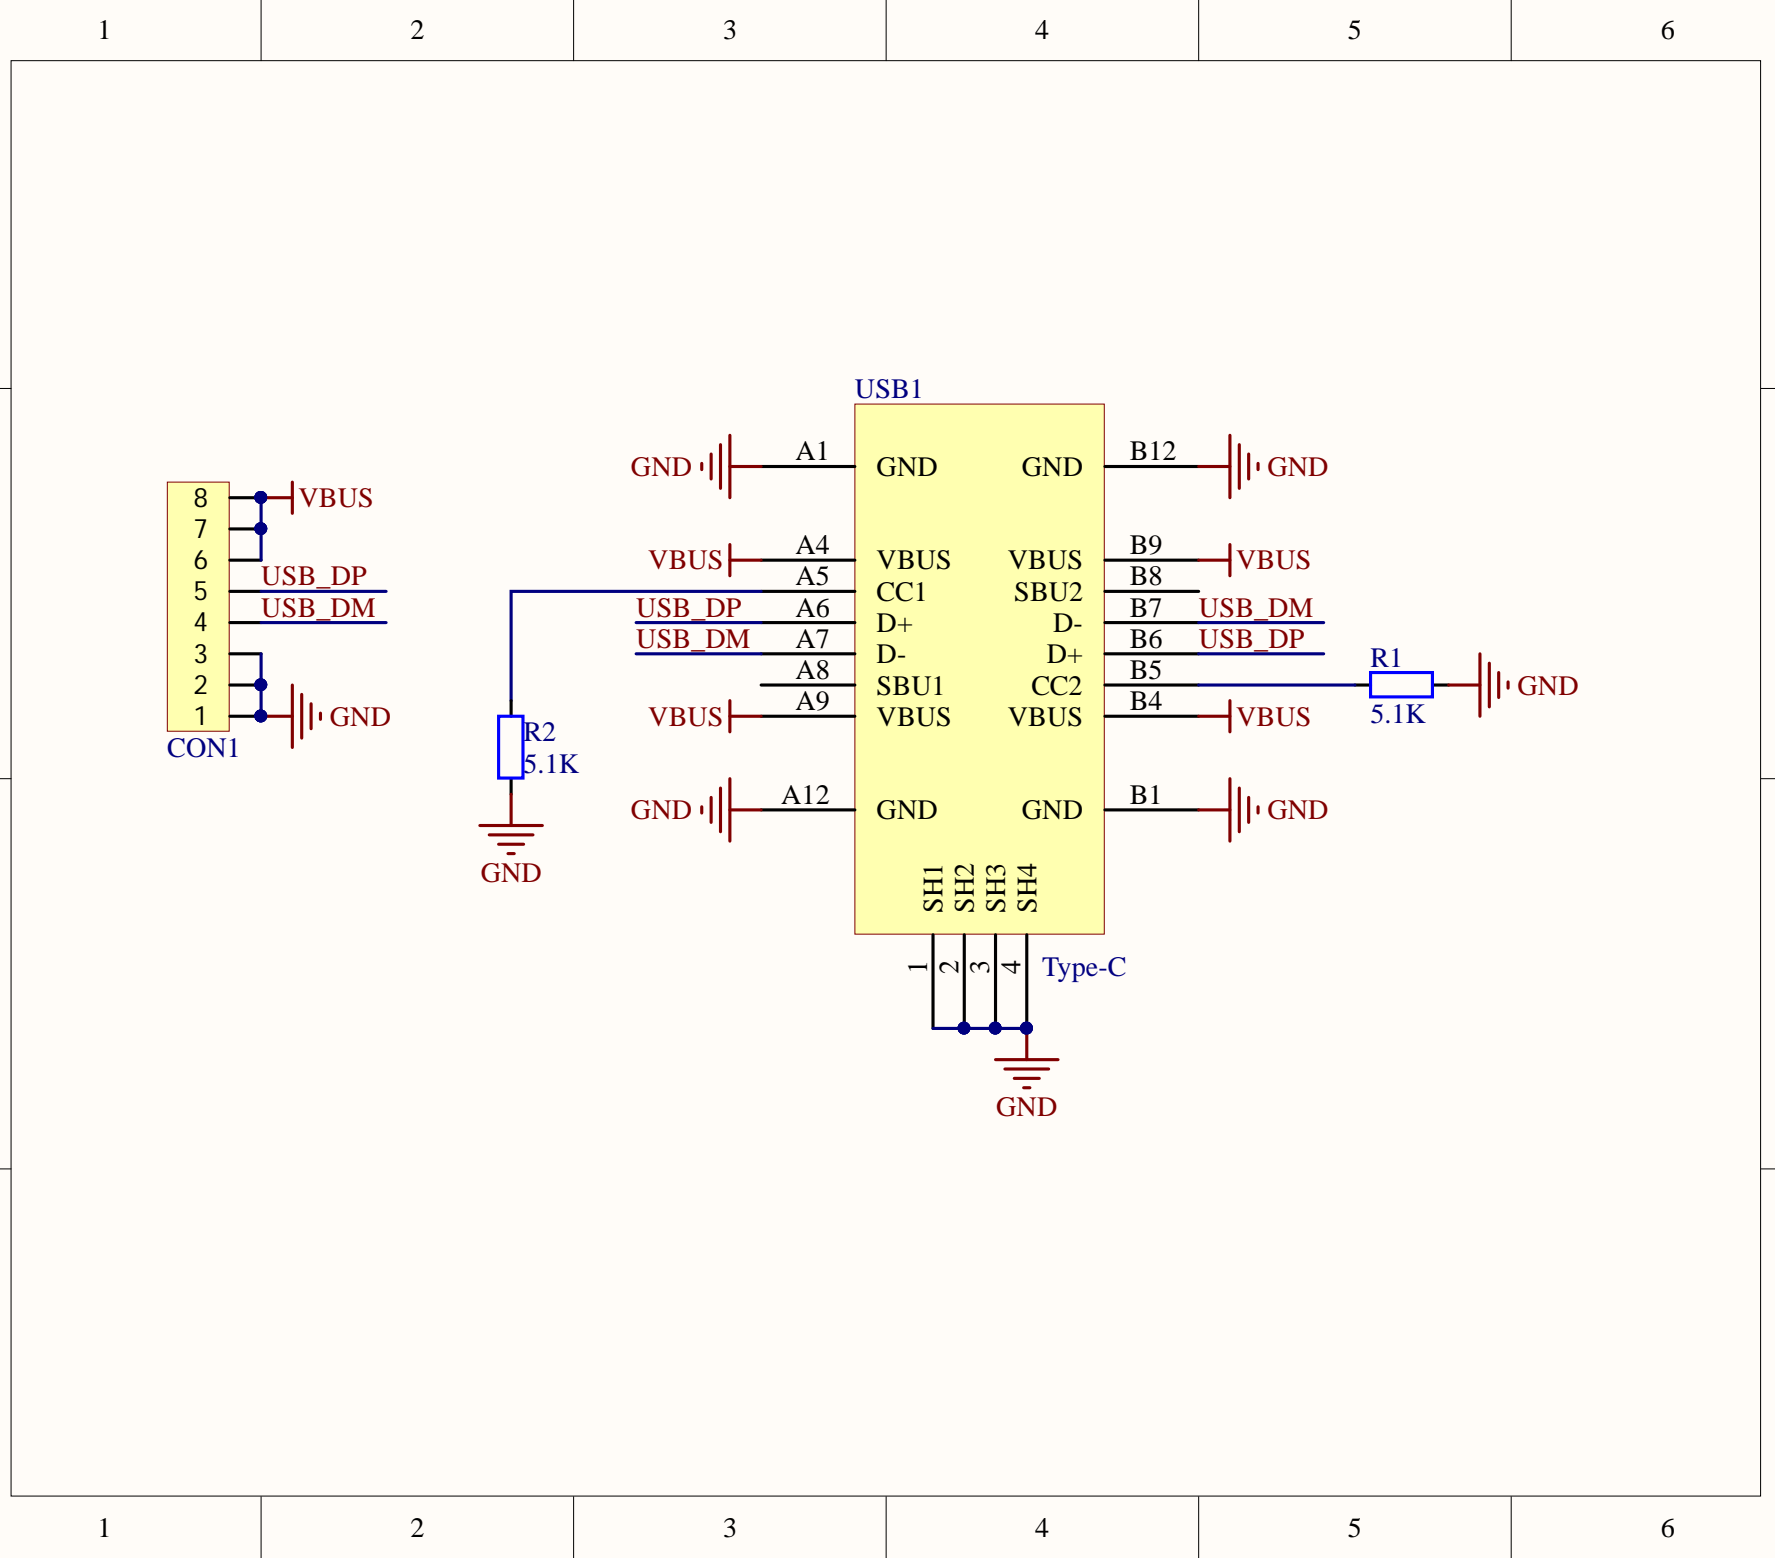 1 2 3 4 5 6
USB1
A1 GND GND B12
GND GND
8 VBUS
7
6
5 USB_DP
4 USB_DM
3
2
1 GND
CON1
VBUS A4 VBUS VBUS B9 VBUS
A5 CC1 SBU2 B8
USB_DP A6 D+ D- B7 USB_DM
USB_DM A7 D- D+ B6 USB_DP
A8 SBU1 CC2 B5 R1 GND
5.1K
VBUS A9 VBUS VBUS B4 VBUS
R2
5.1K
GND
GND A12 GND GND B1 GND
SH1
SH2
SH3
SH4
1
2
3
4
Type-C
GND
1 2 3 4 5 6